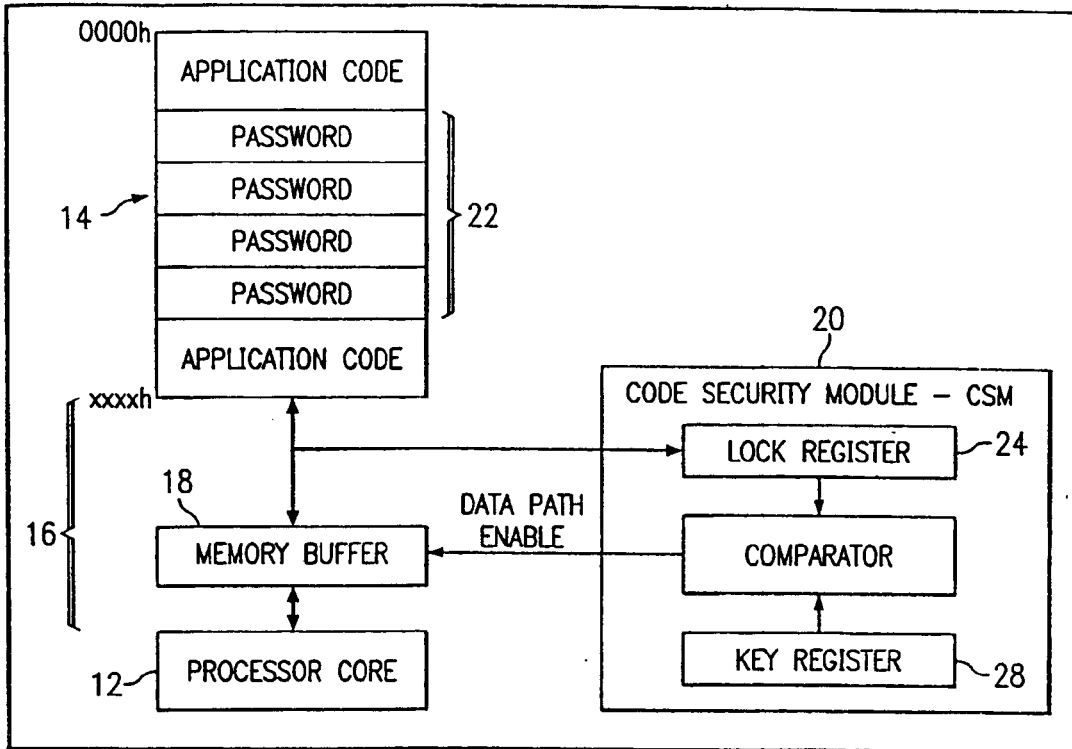 0000h
APPLICATION CODE
PASSWORD
PASSWORD
PASSWORD
PASSWORD
22
14
APPLICATION CODE
xxxxh
20
CODE SECURITY MODULE – CSM
LOCK REGISTER
24
16
18
MEMORY BUFFER
DATA PATH
ENABLE
COMPARATOR
12
PROCESSOR CORE
KEY REGISTER
28